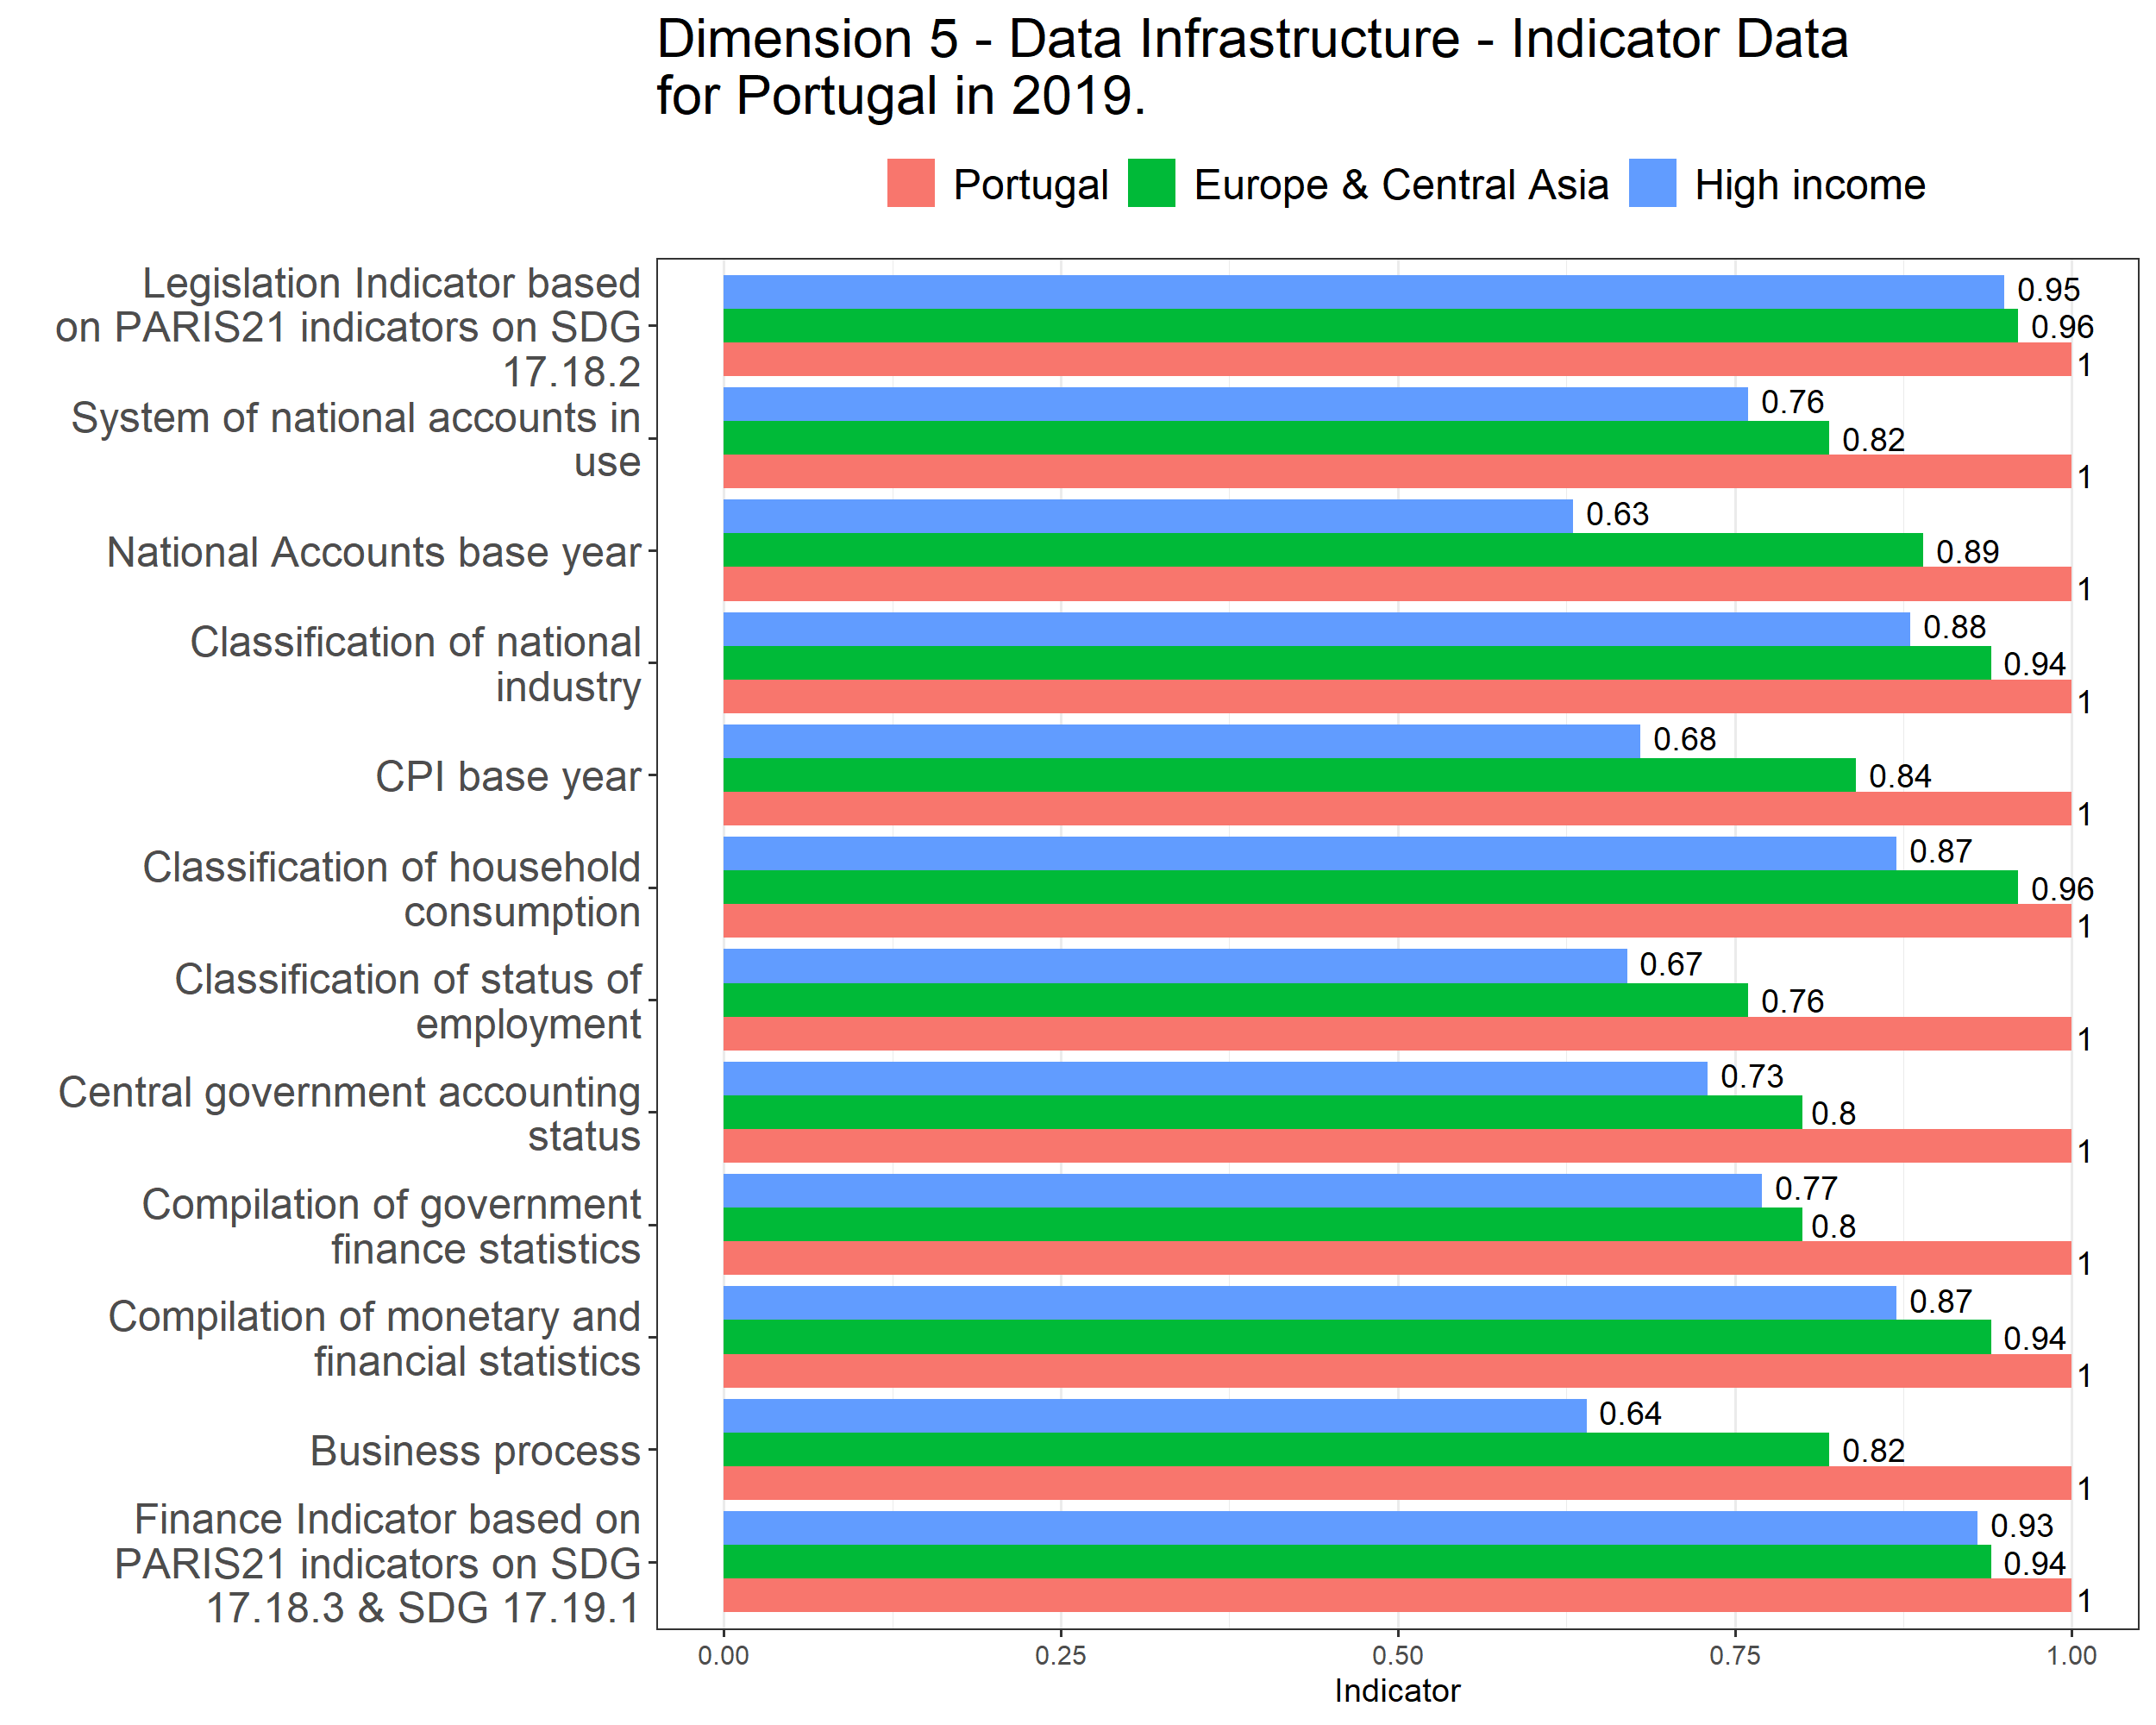 Dimension 5 - Data Infrastructure - Indicator Data
for Portugal in 2019.
Portugal
Europe & Central Asia
High income
Legislation Indicator based
on PARIS21 indicators on SDG
17.18.2
0.95
0.96
1
System of national accounts in
use
0.76
0.82
1
National Accounts base year
0.63
0.89
1
Classification of national
industry
0.88
0.94
1
CPI base year
0.68
0.84
1
Classification of household
consumption
0.87
0.96
1
Classification of status of
employment
0.67
0.76
1
Central government accounting
status
0.73
0.8
1
Compilation of government
finance statistics
0.77
0.8
1
Compilation of monetary and
financial statistics
0.87
0.94
1
Business process
0.64
0.82
1
Finance Indicator based on
PARIS21 indicators on SDG
17.18.3 & SDG 17.19.1
0.93
0.94
1
0.00
0.25
0.50
0.75
1.00
Indicator